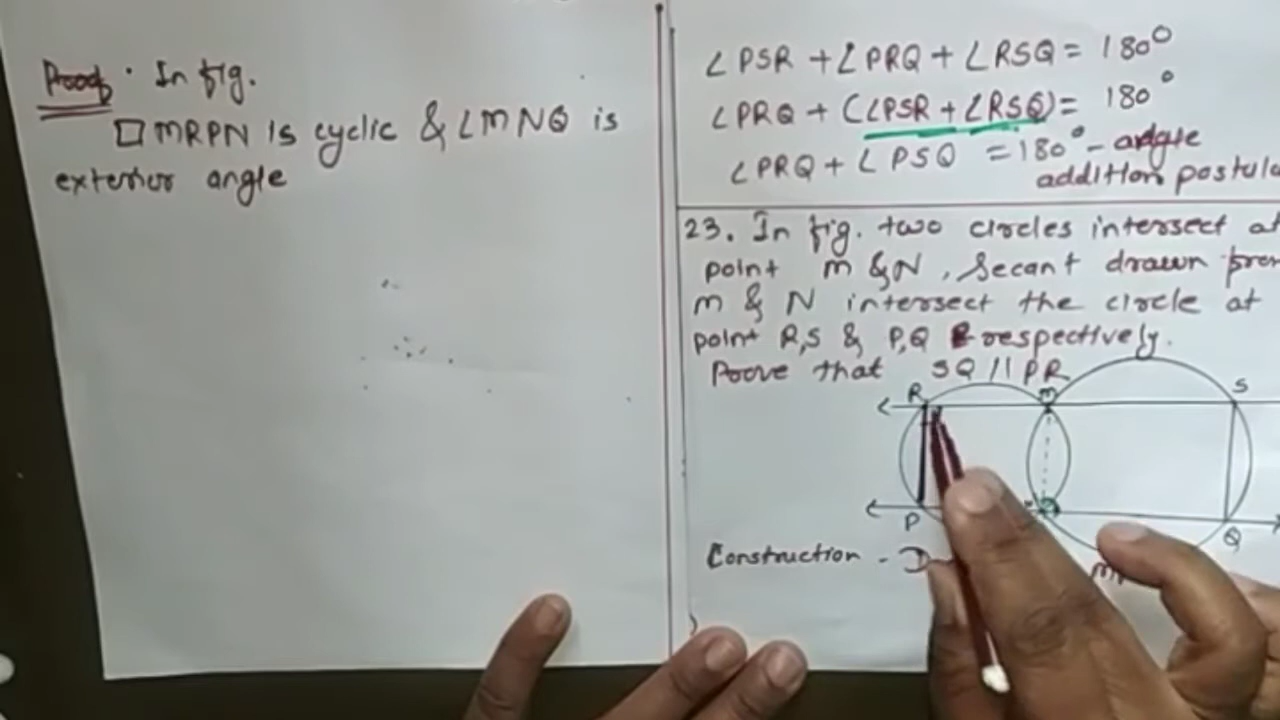 Proof · In fig.
□ MRPN is cyclic & ∠MNQ is
exterior angle
∠PSR + ∠PRQ + ∠RSQ = 180°
∠PRQ + (∠PSR + ∠RSQ) = 180°
∠PRQ + ∠PSQ = 180° - angle
addition postula
23. In fig. two circles intersect at
point M & N, Secant drawn from
M & N intersect the circle at
point R,S & P,Q respectively.
Prove that SQ // PR
R M S
P Q
Construction -